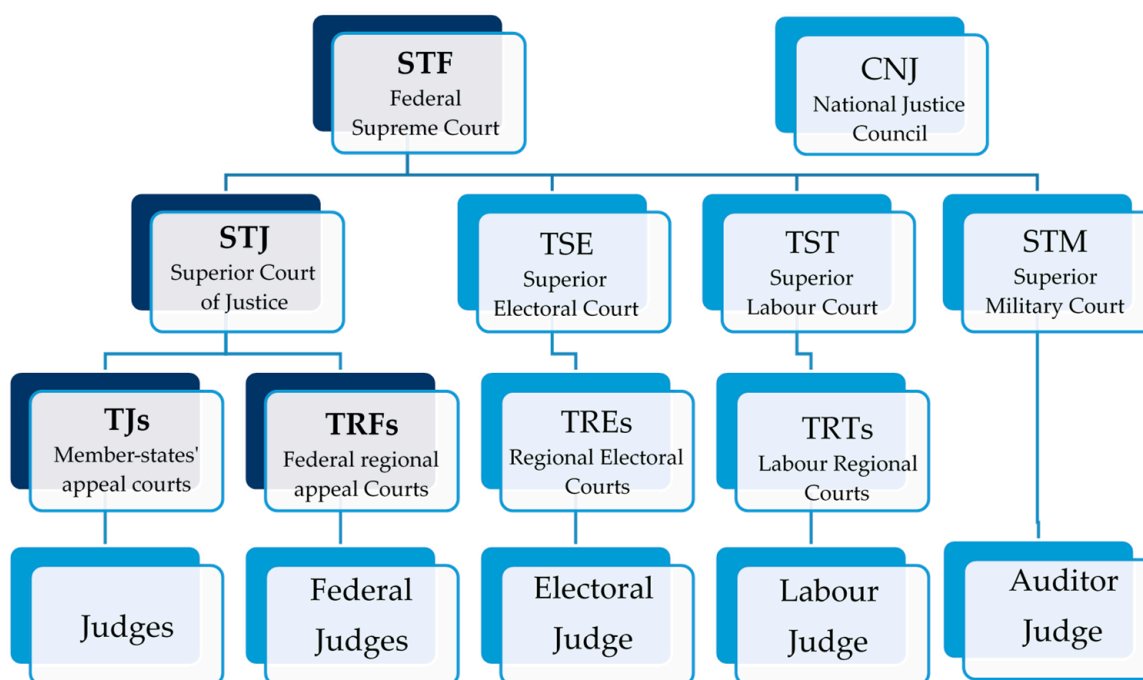 STF
Federal
Supreme Court
CNJ
National Justice
Council
STJ
Superior Court
of Justice
TSE
Superior
Electoral Court
TST
Superior
Labour Court
STM
Superior
Military Court
TJs
Member-states'
appeal courts
TRFs
Federal regional
appeal Courts
TREs
Regional Electoral
Courts
TRTs
Labour Regional
Courts
Judges
Federal
Judges
Electoral
Judge
Labour
Judge
Auditor
Judge